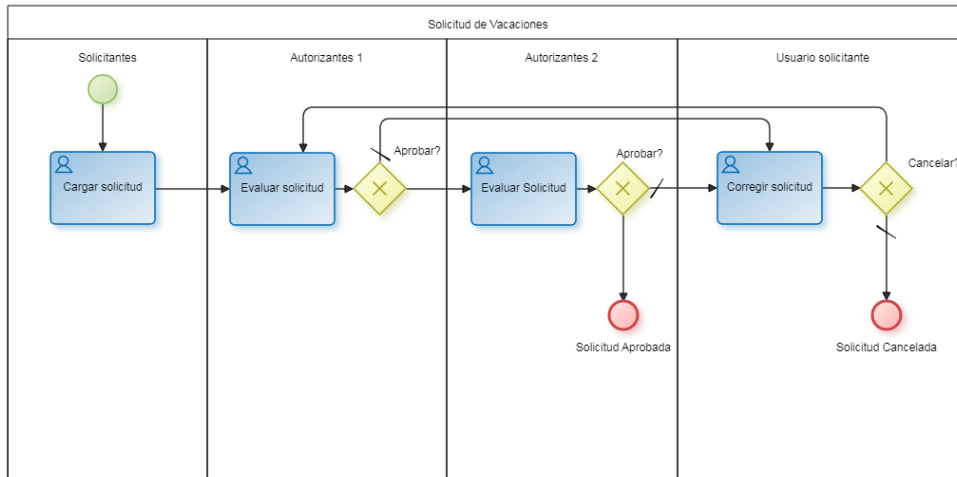 Solicitud de Vacaciones
Solicitantes
Autorizantes 1
Autorizantes 2
Usuario solicitante
Cargar solicitud
Evaluar solicitud
Aprobar?
Evaluar Solicitud
Aprobar?
Corregir solicitud
Cancelar?
Solicitud Aprobada
Solicitud Cancelada